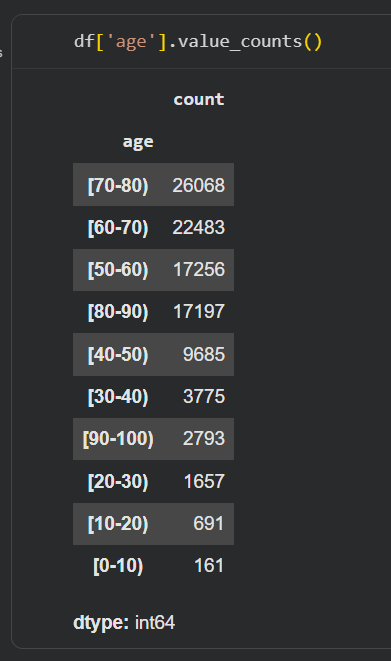 df['age'].value_counts()
count
age
[70-80) 26068
[60-70) 22483
[50-60) 17256
[80-90) 17197
[40-50) 9685
[30-40) 3775
[90-100) 2793
[20-30) 1657
[10-20) 691
[0-10) 161
dtype: int64